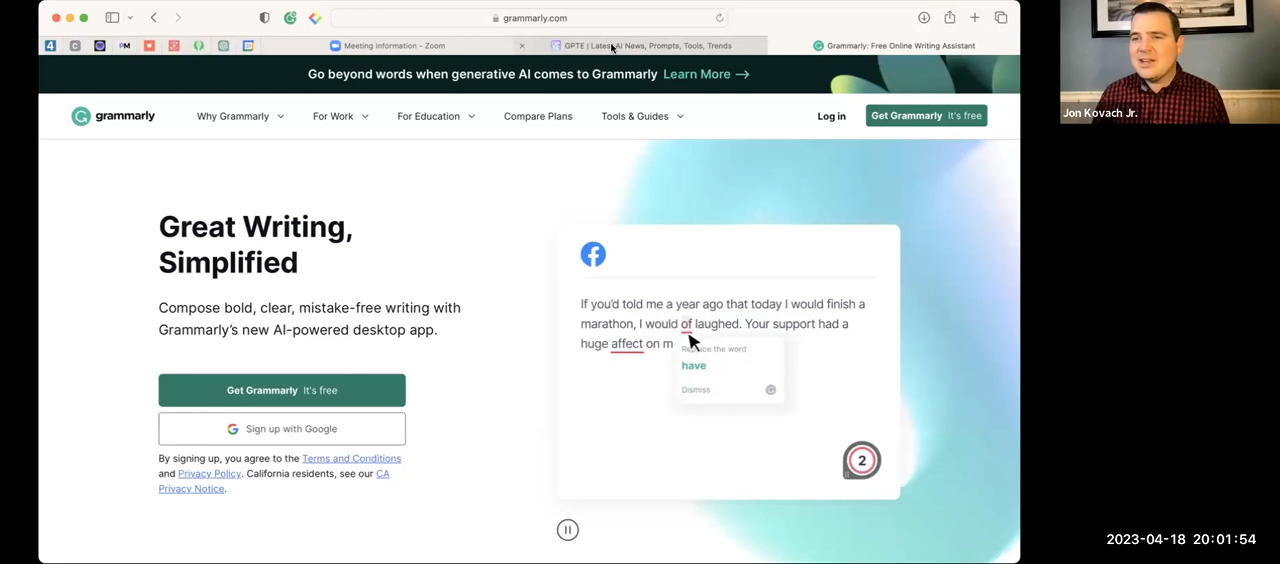 grammarly.com
4
C
PM
Meeting Information - Zoom
GPTE | Latest AI News, Prompts, Tools, Trends
Grammarly: Free Online Writing Assistant
Go beyond words when generative AI comes to Grammarly Learn More →
grammarly
Why Grammarly
For Work
For Education
Compare Plans
Tools & Guides
Log in
Get Grammarly It's free
Great Writing,
Simplified
Compose bold, clear, mistake-free writing with
Grammarly's new AI-powered desktop app.
Get Grammarly It's free
G Sign up with Google
By signing up, you agree to the Terms and Conditions
and Privacy Policy. California residents, see our CA
Privacy Notice.
If you'd told me a year ago that today I would finish a
marathon, I would of laughed. Your support had a
huge affect on m
Replace the word
have
Dismiss
2
Jon Kovach Jr.
2023-04-18 20:01:54